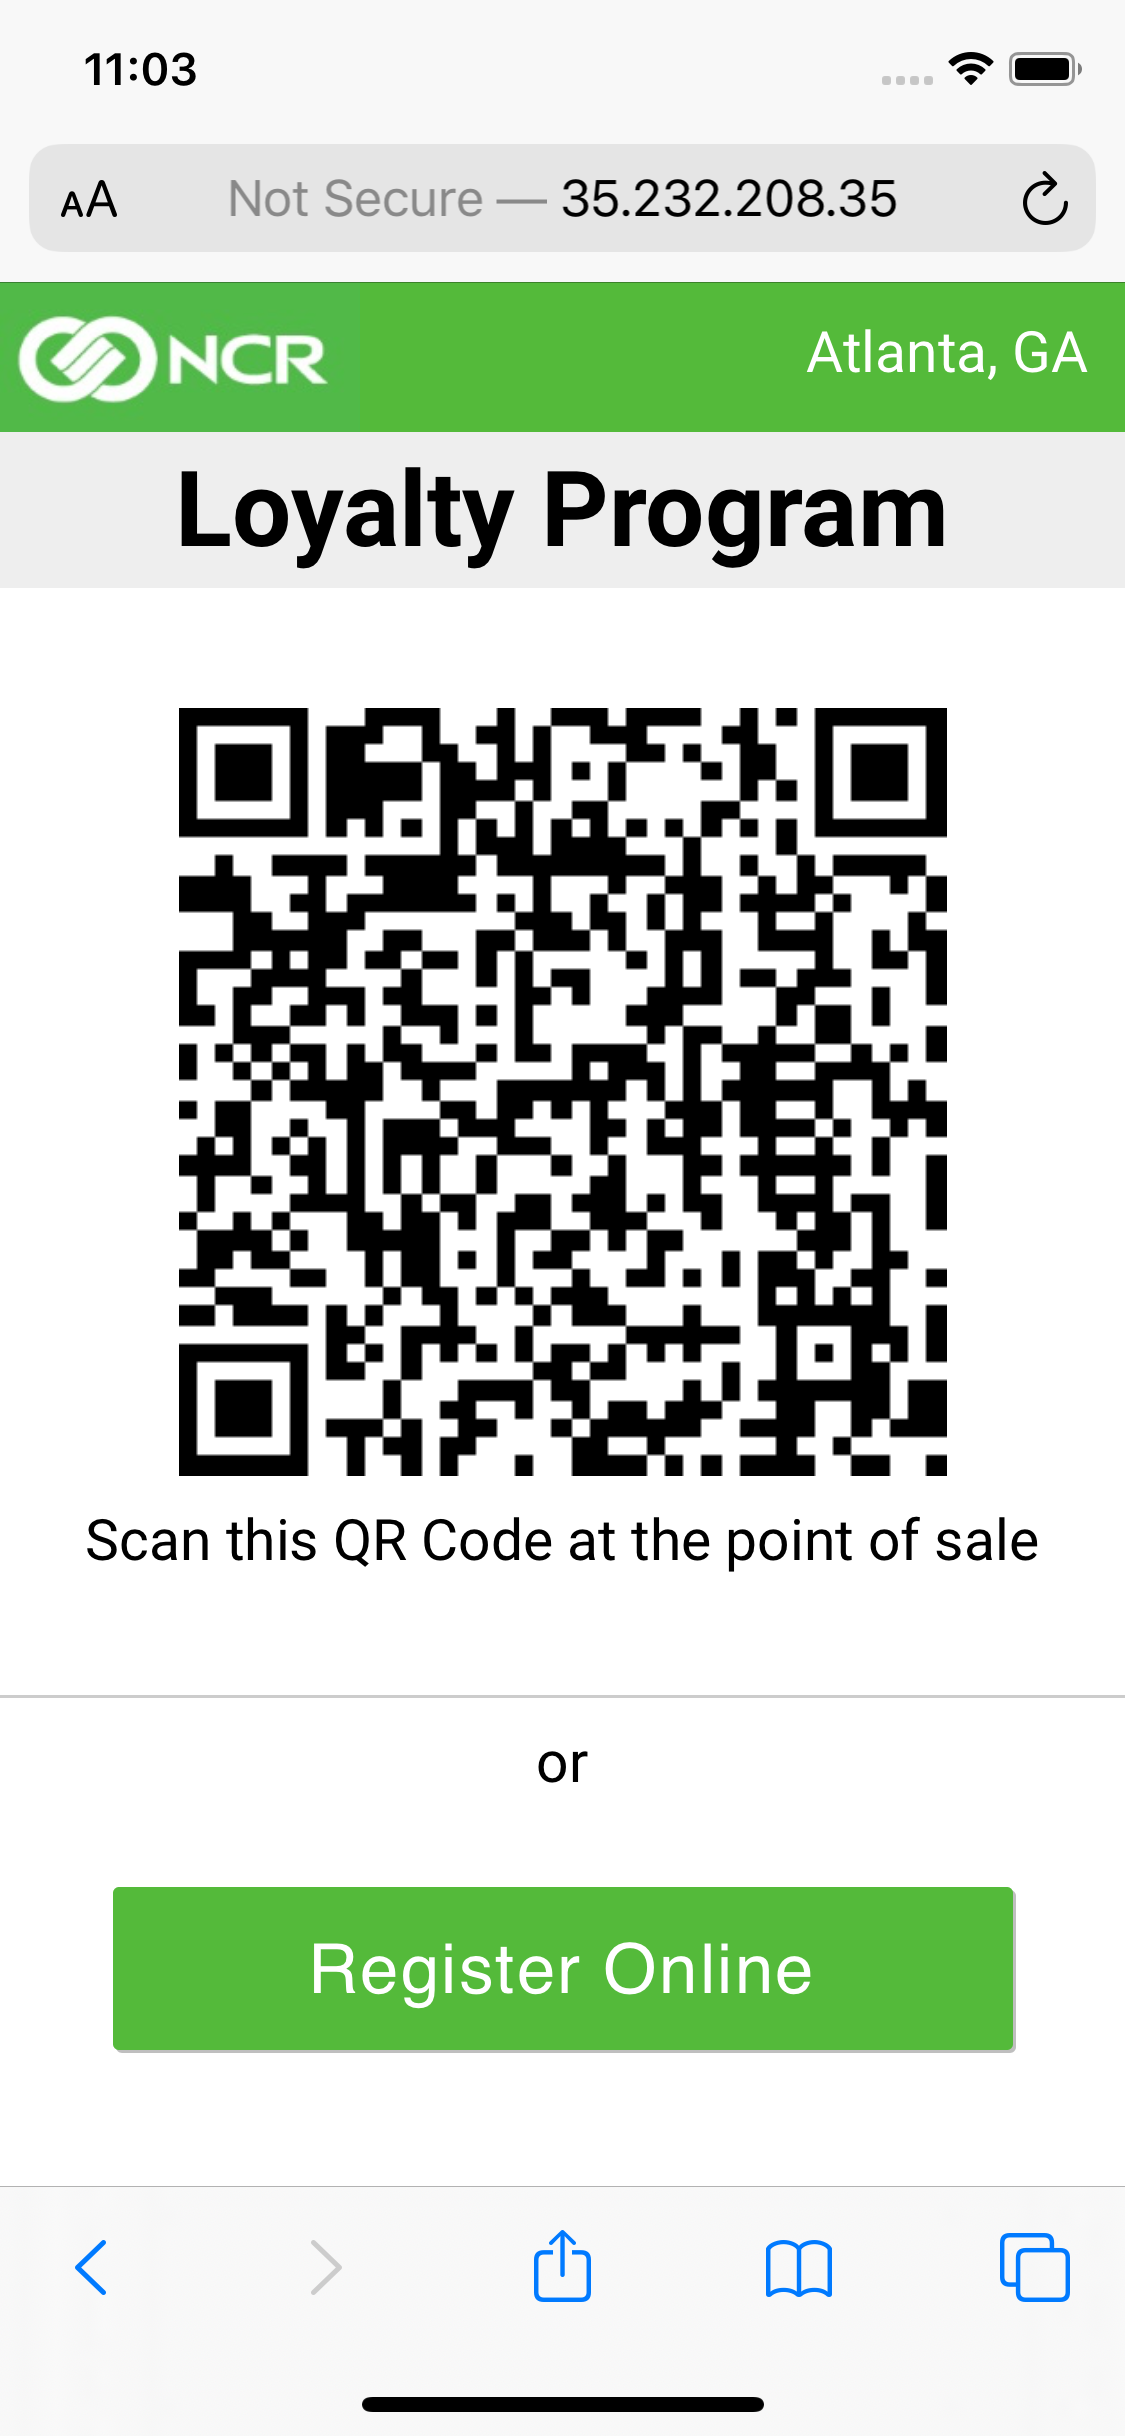 11:03
AA Not Secure — 35.232.208.35
NCR Atlanta, GA
Loyalty Program
Scan this QR Code at the point of sale
or
Register Online